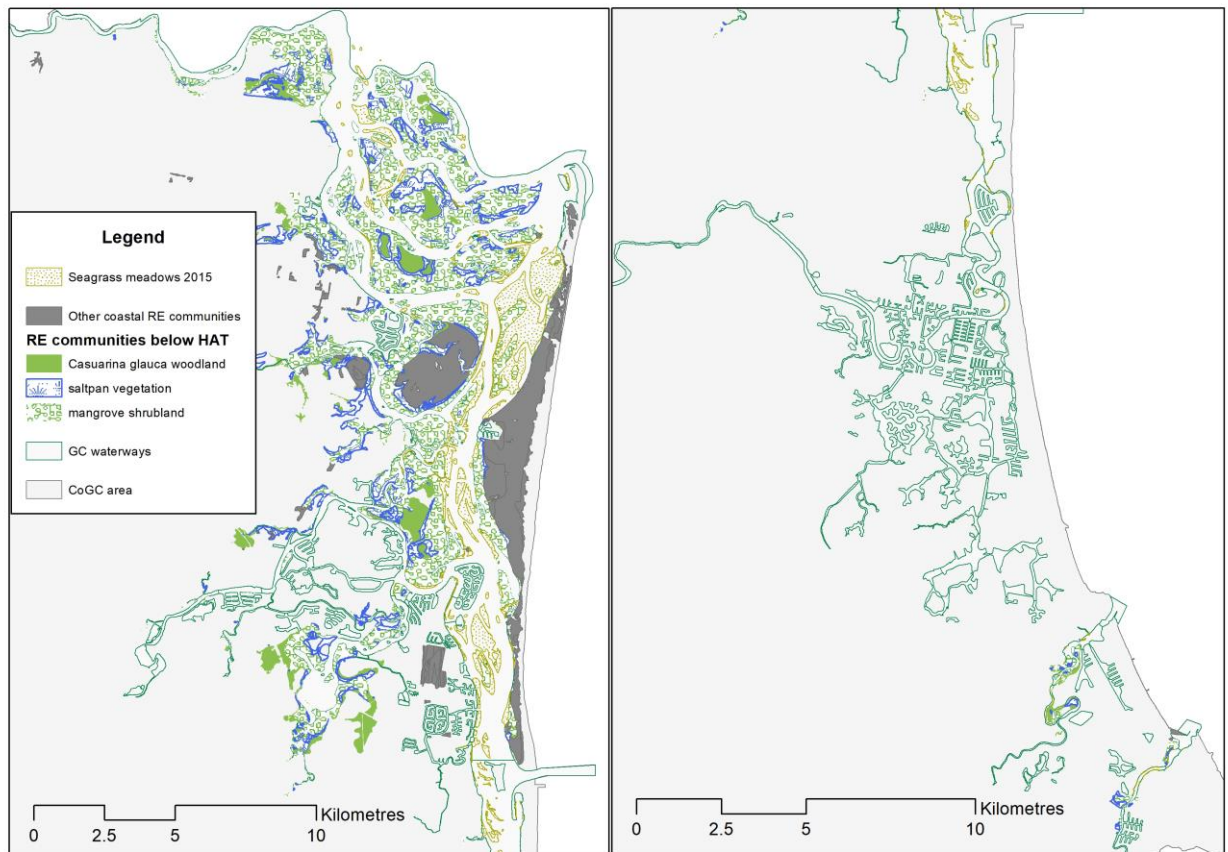 Legend
Seagrass meadows 2015
Other coastal RE communities
RE communities below HAT
Casuarina glauca woodland
saltpan vegetation
mangrove shrubland
GC waterways
CoGC area
Kilometres
0 2.5 5 10
Kilometres
0 2.5 5 10